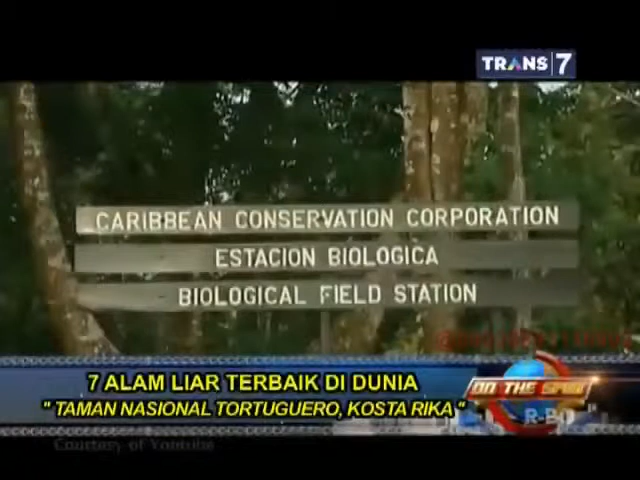 TRANS 7
CARIBBEAN CONSERVATION CORPORATION
ESTACION BIOLOGICA
BIOLOGICAL FIELD STATION
7 ALAM LIAR TERBAIK DI DUNIA
" TAMAN NASIONAL TORTUGUERO, KOSTA RIKA "
ON THE SPOT
R-BO
Courtesy of Youtube